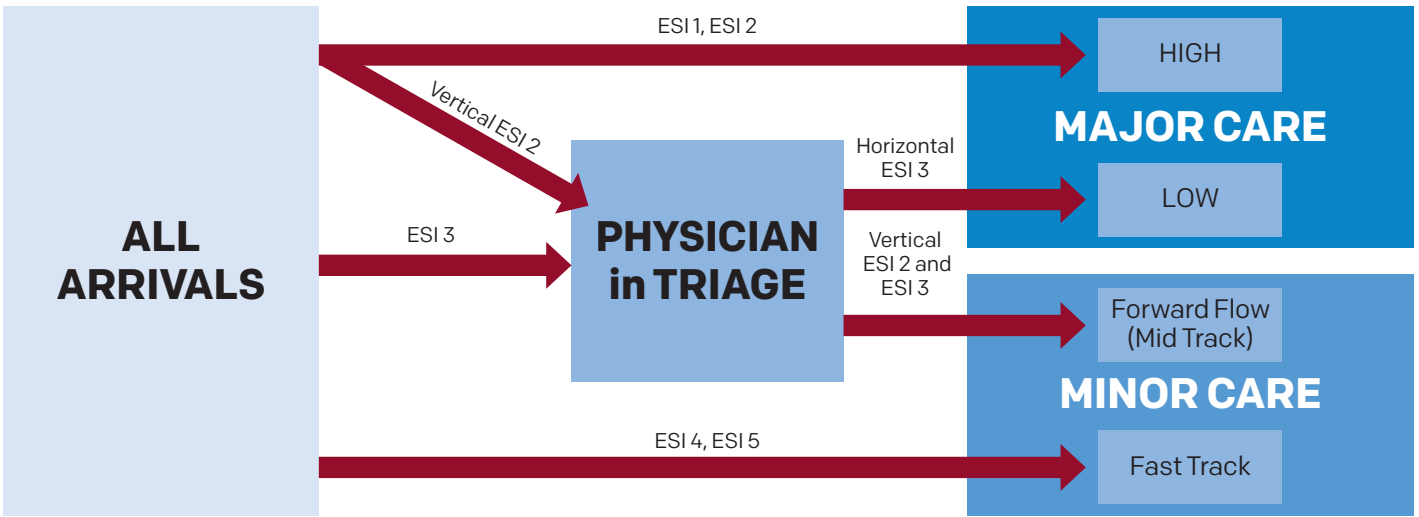 ESI 1, ESI 2
HIGH
Vertical ESI 2
MAJOR CARE
Horizontal
ESI 3
LOW
ALL
ARRIVALS
ESI 3
PHYSICIAN
in TRIAGE
Vertical
ESI 2 and
ESI 3
Forward Flow
(Mid Track)
MINOR CARE
ESI 4, ESI 5
Fast Track